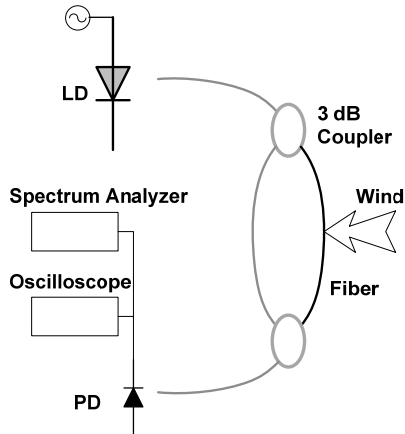 LD
3 dB
Coupler
Spectrum Analyzer
Wind
Oscilloscope
Fiber
PD